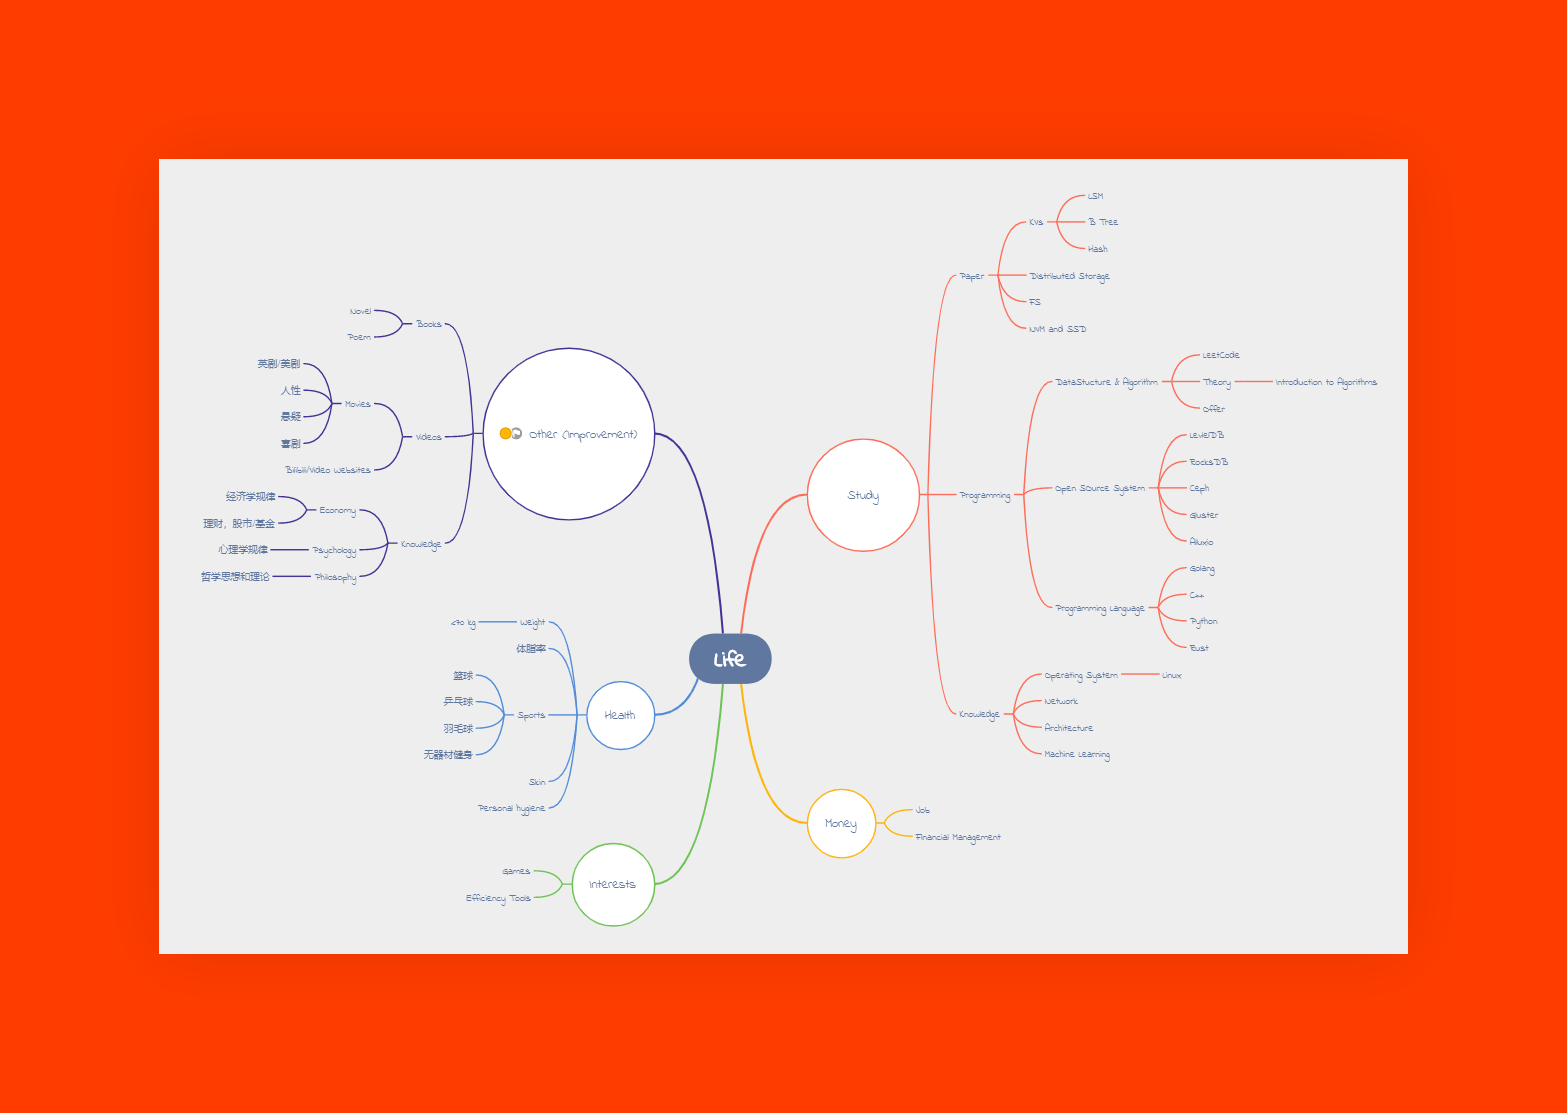 Life
Study
Paper
KVs
LSM
B Tree
Hash
Distributed Storage
FS
NVM and SSD
Programming
DataStucture & Algorithm
LeetCode
Theory
Introduction to Algorithms
Offer
Open SOurce System
LevelDB
RocksDB
Ceph
Gluster
Alluxio
Programming Language
Golang
C++
Python
Rust
Knowledge
Operating System
Linux
Network
Architecture
Machine Learning
Money
Job
Financial Management
Other (Improvement)
Books
Novel
Poem
Videos
Movies
英剧/美剧
人性
悬疑
喜剧
Bilibili/Video Websites
Knowledge
Economy
经济学规律
理财，股市/基金
Psychology
心理学规律
Philosophy
哲学思想和理论
Health
Weight
<70 kg
体脂率
Sports
篮球
乒乓球
羽毛球
无器材健身
Skin
Personal hygiene
Interests
Games
Efficiency Tools